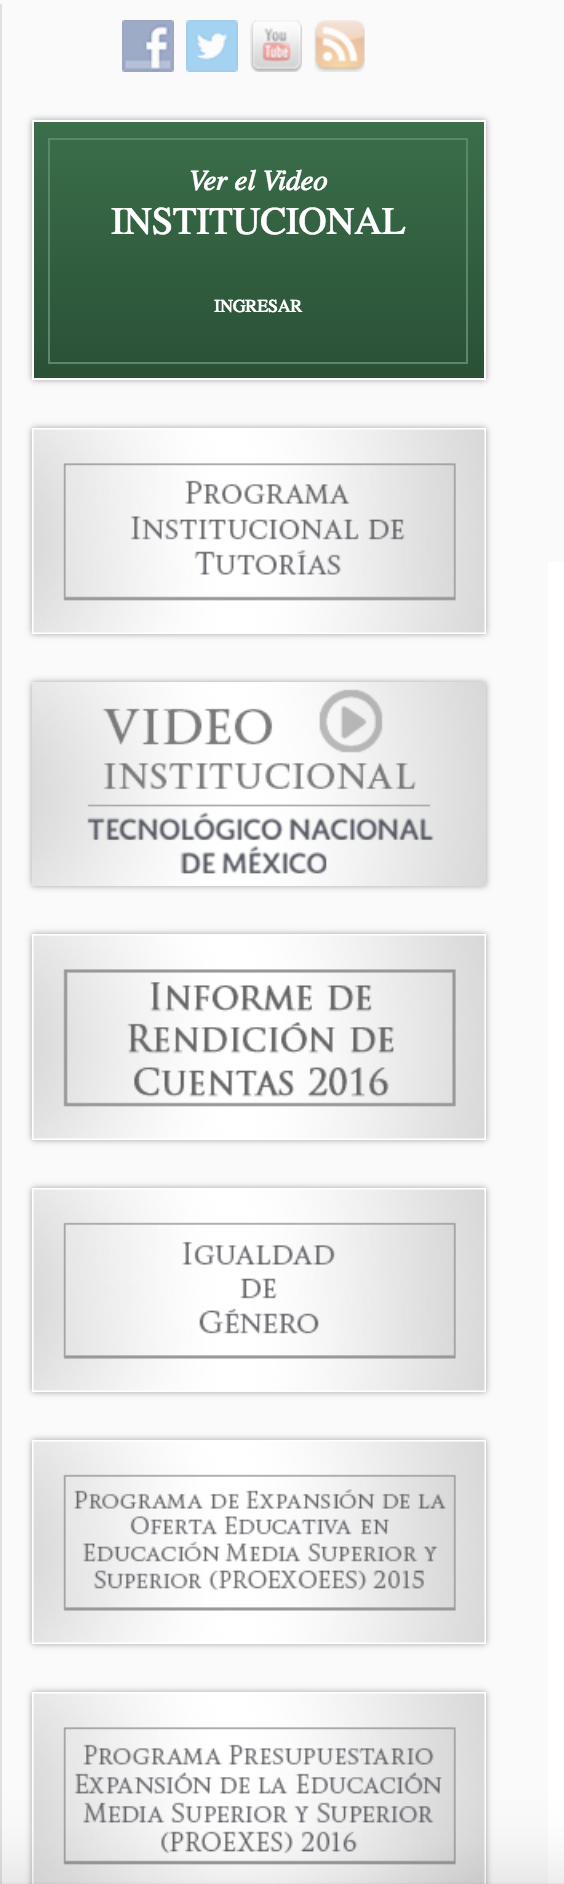 You
Tube
Ver el Video
INSTITUCIONAL
INGRESAR
PROGRAMA
INSTITUCIONAL DE
TUTORÍAS
VIDEO
INSTITUCIONAL
TECNOLÓGICO NACIONAL
DE MÉXICO
INFORME DE
RENDICIÓN DE
CUENTAS 2016
IGUALDAD
DE
GÉNERO
PROGRAMA DE EXPANSIÓN DE LA
OFERTA EDUCATIVA EN
EDUCACIÓN MEDIA SUPERIOR Y
SUPERIOR (PROEXOEES) 2015
PROGRAMA PRESUPUESTARIO
EXPANSIÓN DE LA EDUCACIÓN
MEDIA SUPERIOR Y SUPERIOR
(PROEXES) 2016